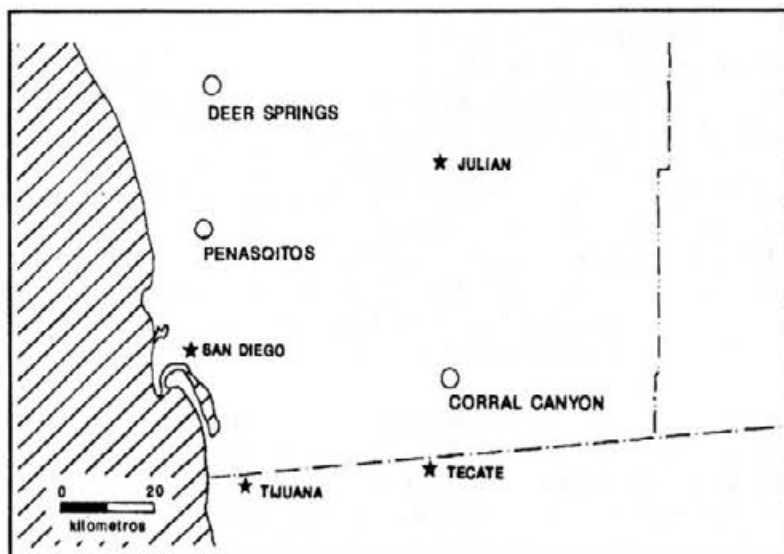 DEER SPRINGS
JULIAN
PENASQITOS
SAN DIEGO
CORRAL CANYON
TECATE
TIJUANA
0 20
kilometros